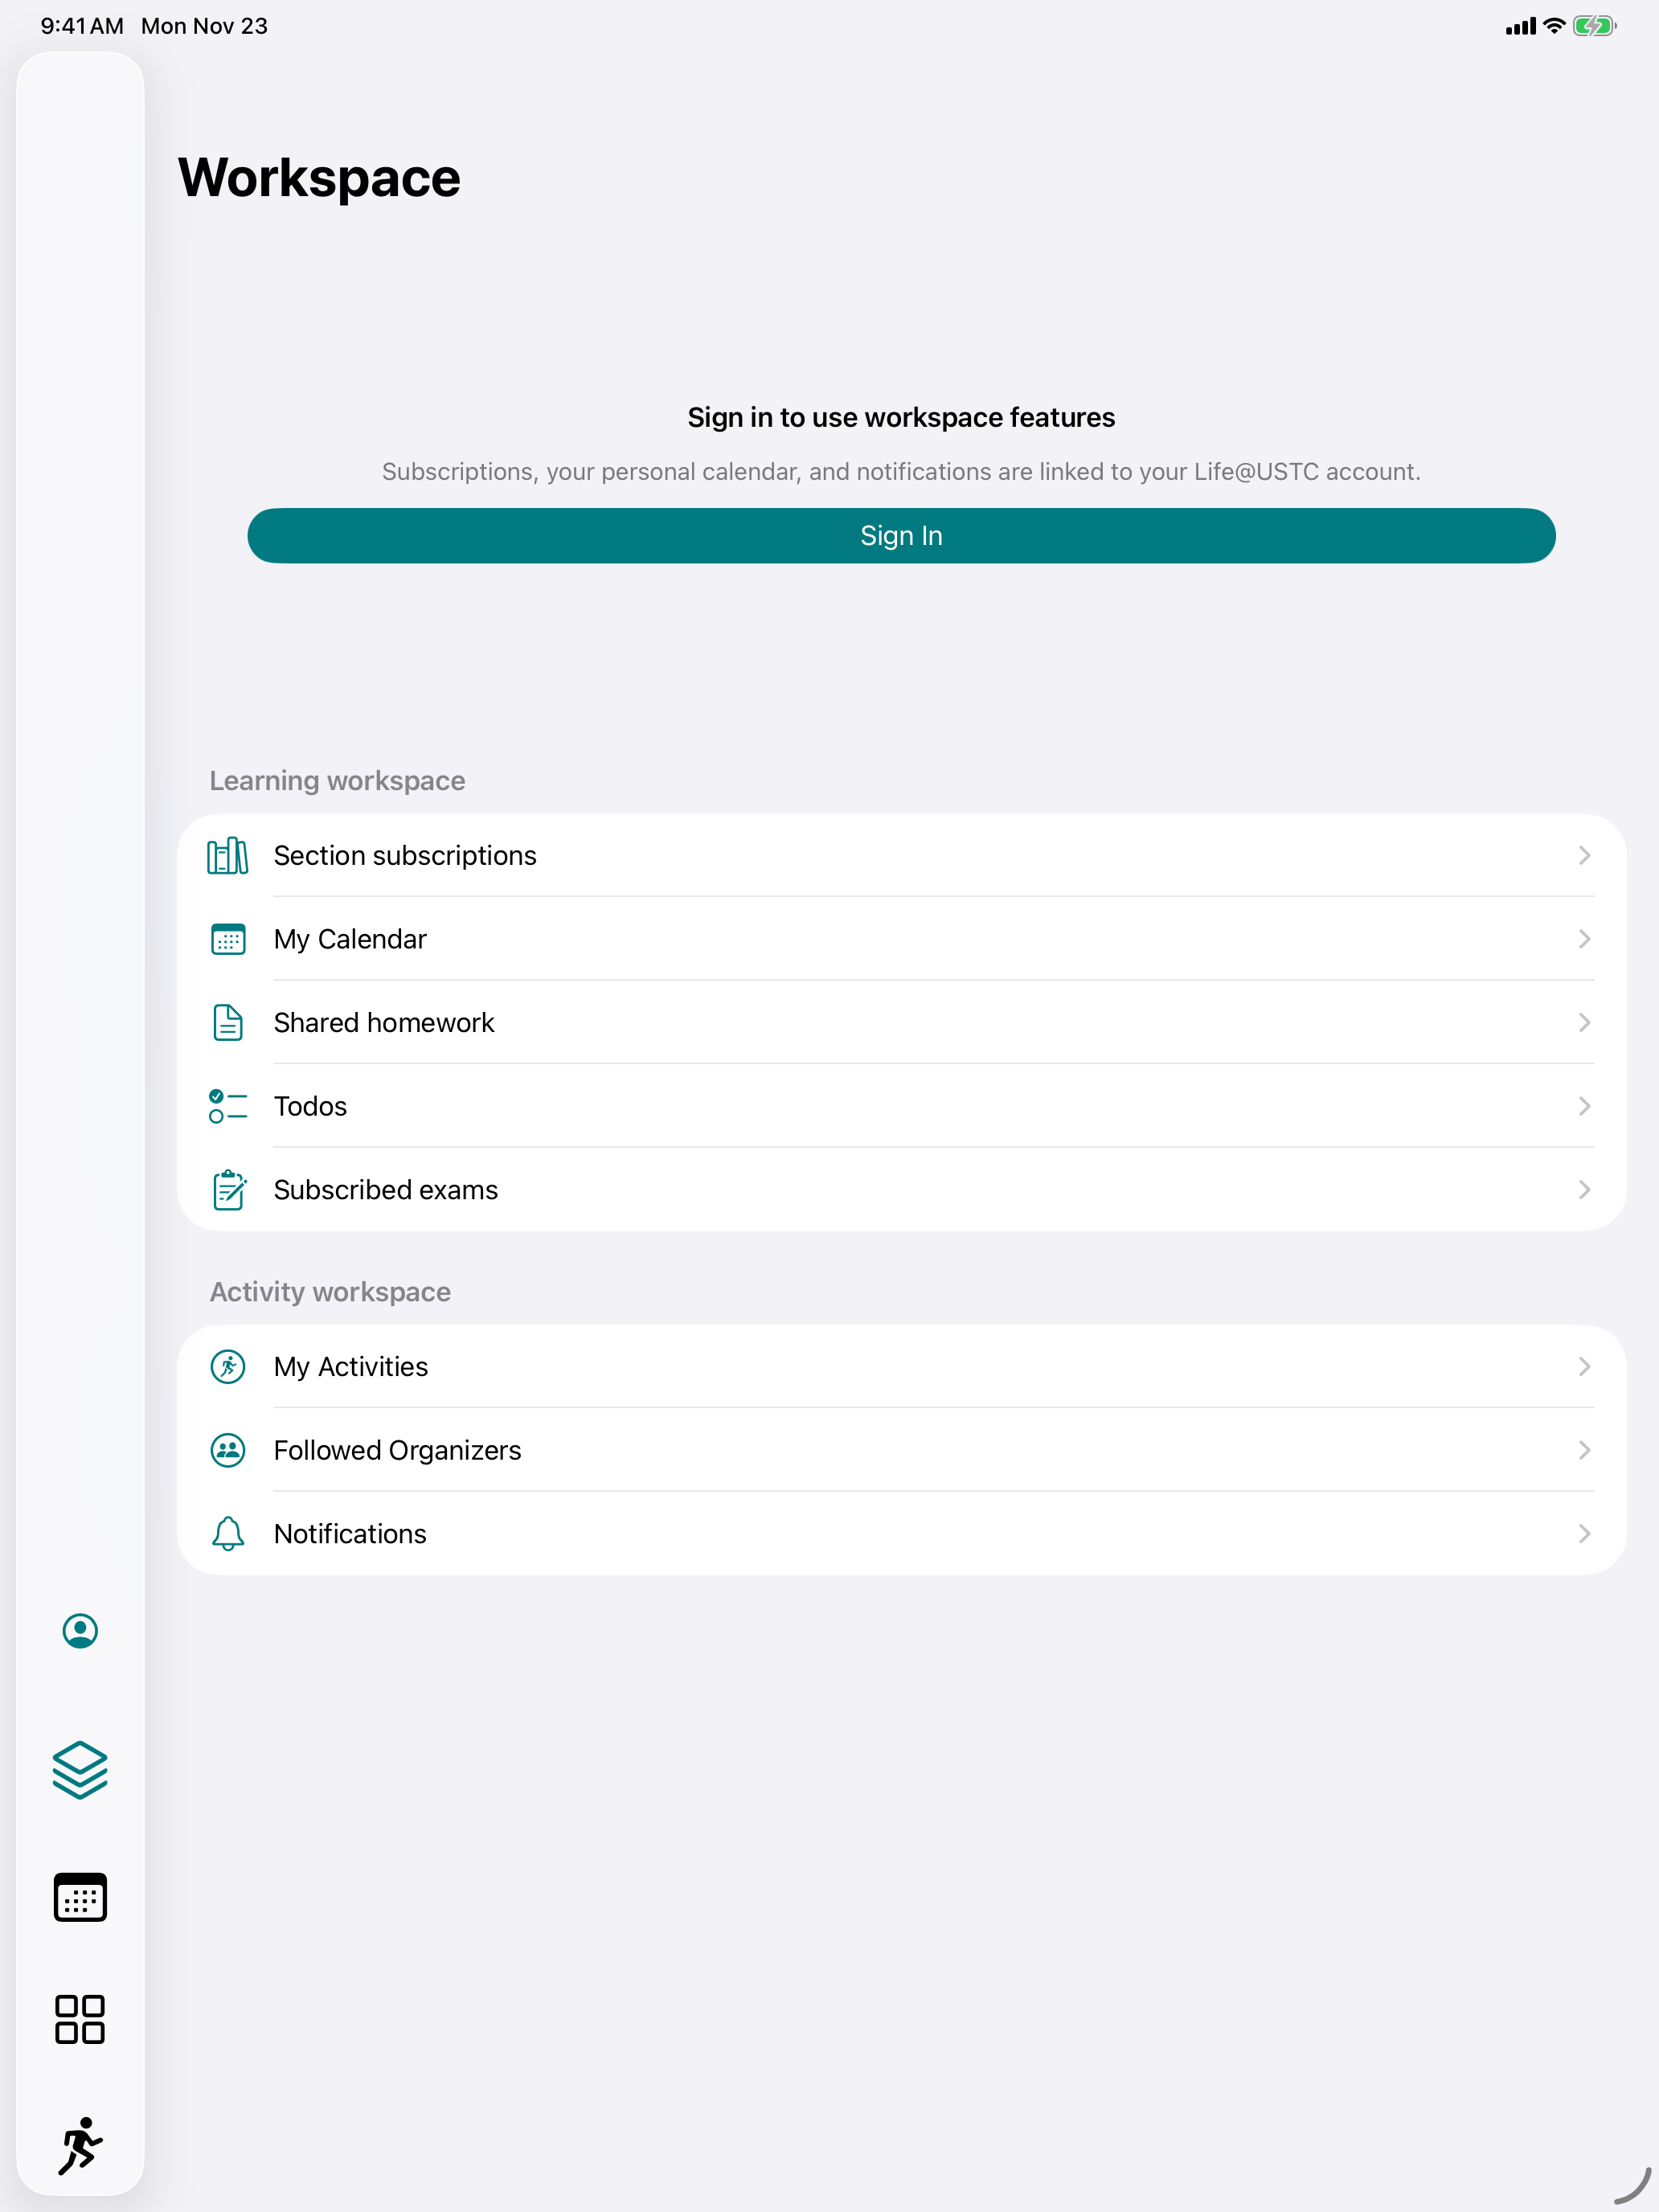 9:41 AM Mon Nov 23
Workspace
Sign in to use workspace features
Subscriptions, your personal calendar, and notifications are linked to your Life@USTC account.
Sign In
Learning workspace
Section subscriptions
My Calendar
Shared homework
Todos
Subscribed exams
Activity workspace
My Activities
Followed Organizers
Notifications